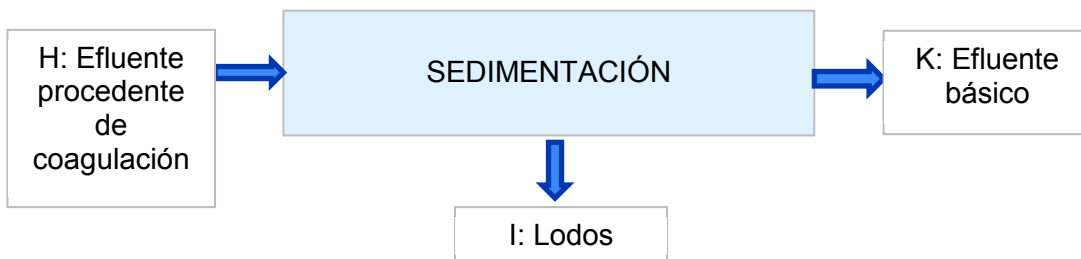 H: Efluente
procedente
de
coagulación
SEDIMENTACIÓN
K: Efluente
básico
I: Lodos